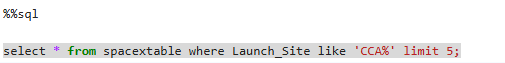 %%sql
select * from spacextable where Launch_Site like 'CCA%' limit 5;